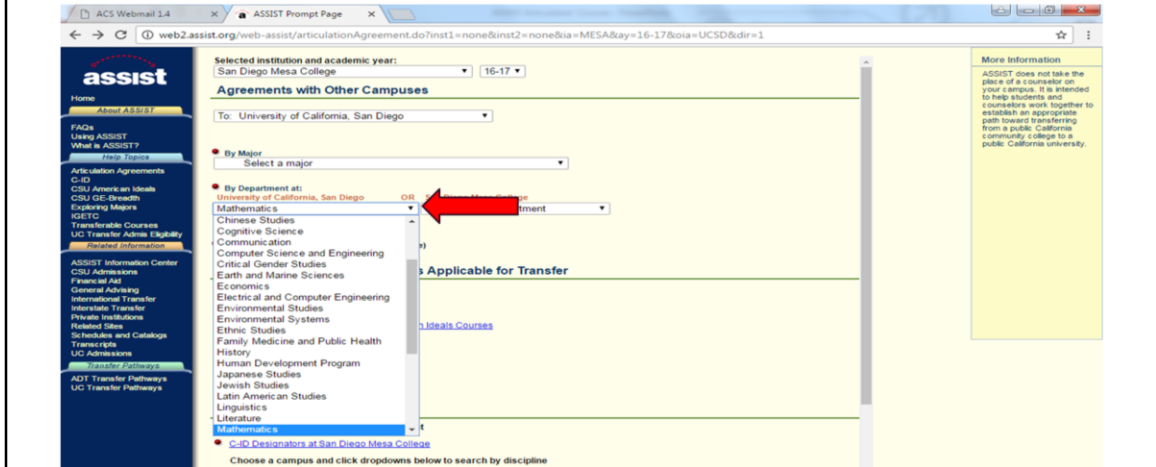 ACS Webmail 1.4
ASSIST Prompt Page
web2.assist.org/web-assist/articulationAgreement.do?inst1=none&inst2=none&ia=MESA&ay=16-17&oia=UCSD&dir=1
assist
Home
About ASSIST
FAQs
Using ASSIST
What is ASSIST?
Help Topics
Articulation Agreements
C-ID
CSU American Ideals
CSU GE-Breadth
Exploring Majors
IGETC
Transferable Courses
UC Transfer Admis Eligibility
Related Information
ASSIST Information Center
CSU Admissions
Financial Aid
General Advising
International Transfer
Interstate Transfer
Private Institutions
Related Sites
Schedules and Catalogs
Transcripts
UC Admissions
Transfer Pathways
ADT Transfer Pathways
UC Transfer Pathways
Selected institution and academic year:
San Diego Mesa College 16-17
Agreements with Other Campuses
To: University of California, San Diego
By Major
Select a major
By Department at:
University of California, San Diego OR Diego Mesa College
Mathematics tment
Chinese Studies
Cognitive Science
Communication
Computer Science and Engineering
Critical Gender Studies
Earth and Marine Sciences
Economics
Electrical and Computer Engineering
Environmental Studies
Environmental Systems
Ethnic Studies
Family Medicine and Public Health
History
Human Development Program
Japanese Studies
Jewish Studies
Latin American Studies
Linguistics
Literature
Mathematics
e)
s Applicable for Transfer
n Ideals Courses
t
C-ID Designators at San Diego Mesa College
Choose a campus and click dropdowns below to search by discipline
More Information
ASSIST does not take the
place of a counselor on
your campus. It is intended
to help students and
counselors work together to
establish an appropriate
path toward transferring
from a public California
community college to a
public California university.